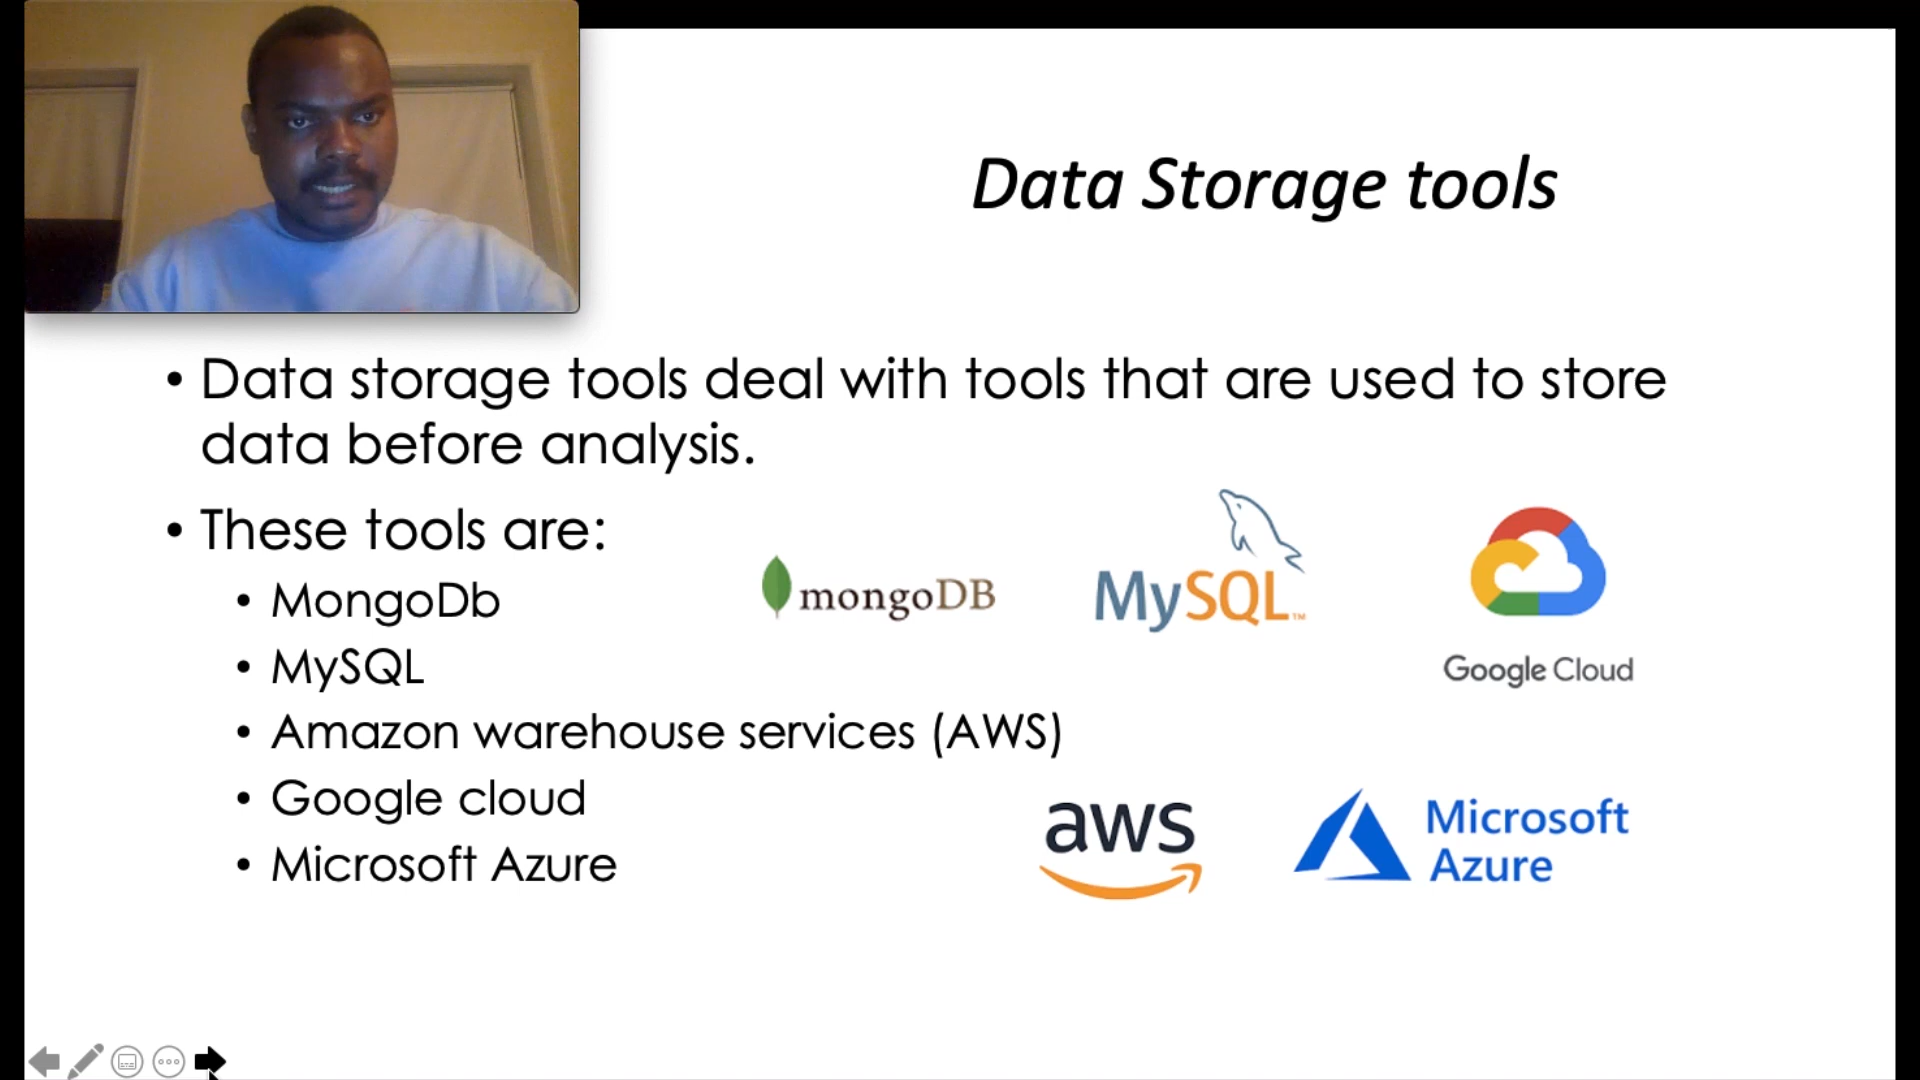 Data Storage tools
• Data storage tools deal with tools that are used to store
data before analysis.
• These tools are:
• MongoDb
• MySQL
• Amazon warehouse services (AWS)
• Google cloud
• Microsoft Azure
mongoDB
MySQL™
Google Cloud
aws
Microsoft
Azure